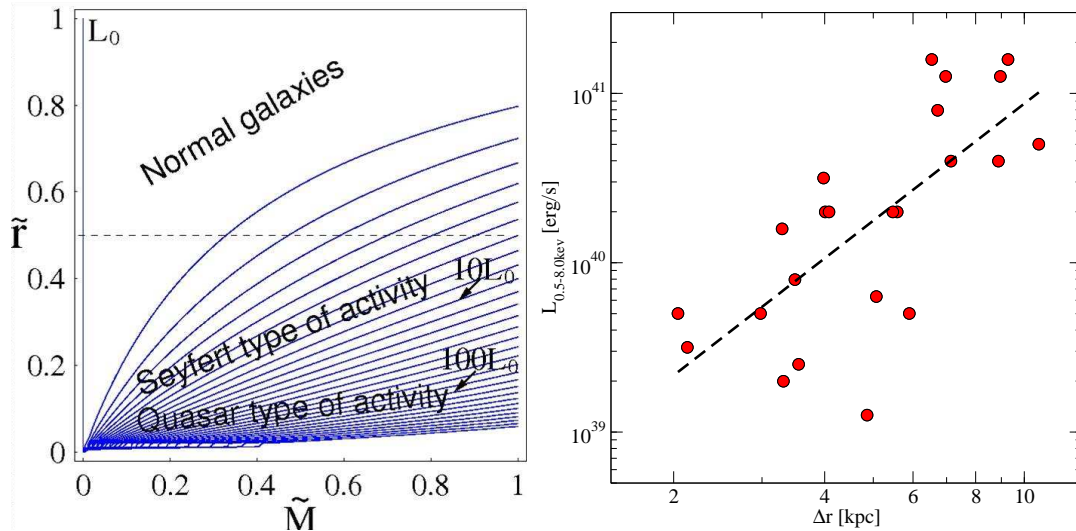 1
L₀
0.8
0.6
0.4
0.2
0
r̃
Normal galaxies
Seyfert type of activity
10L₀
100L₀
Quasar type of activity
0 0.2 0.4 0.6 0.8 1
M̃
10⁴¹
10⁴⁰
10³⁹
L₀.₅₋₈.₀ₖₑᵥ [erg/s]
2 4 6 8 10
Δr [kpc]